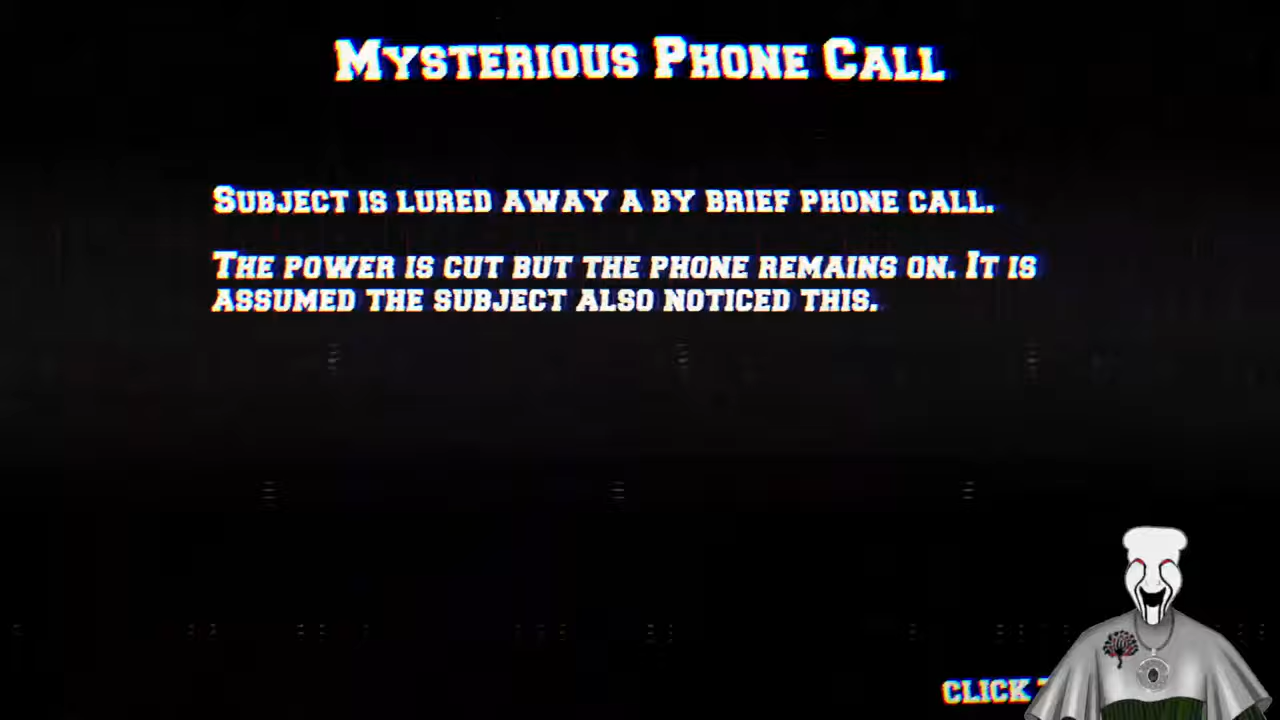 Mysterious Phone Call
Subject is lured away a by brief phone call.
The power is cut but the phone remains on. It is
assumed the subject also noticed this.
click